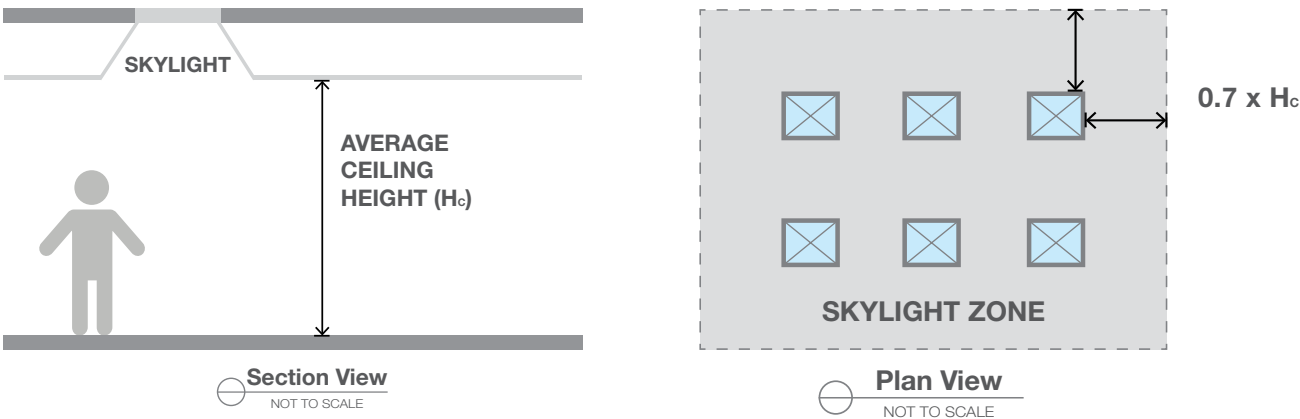 SKYLIGHT
AVERAGE
CEILING
HEIGHT (Hc)
Section View
NOT TO SCALE
0.7 x Hc
SKYLIGHT ZONE
Plan View
NOT TO SCALE